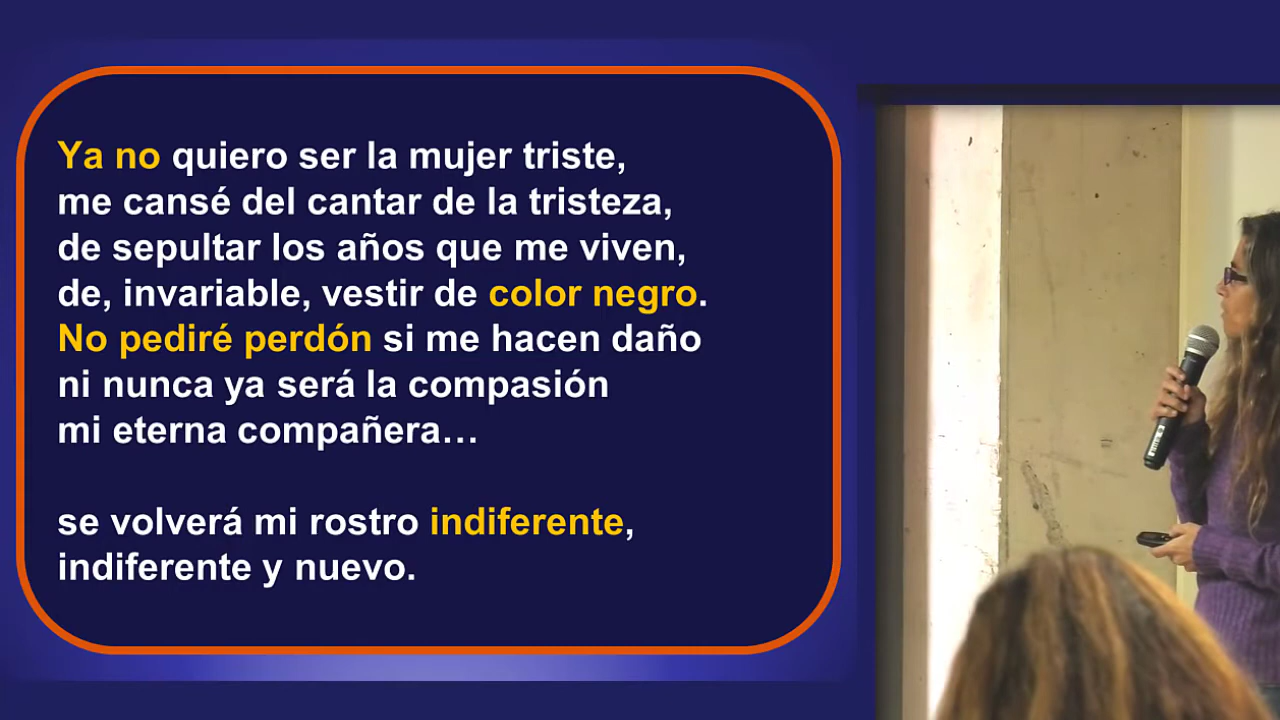 Ya no quiero ser la mujer triste,
me cansé del cantar de la tristeza,
de sepultar los años que me viven,
de, invariable, vestir de color negro.
No pediré perdón si me hacen daño
ni nunca ya será la compasión
mi eterna compañera…
se volverá mi rostro indiferente,
indiferente y nuevo.